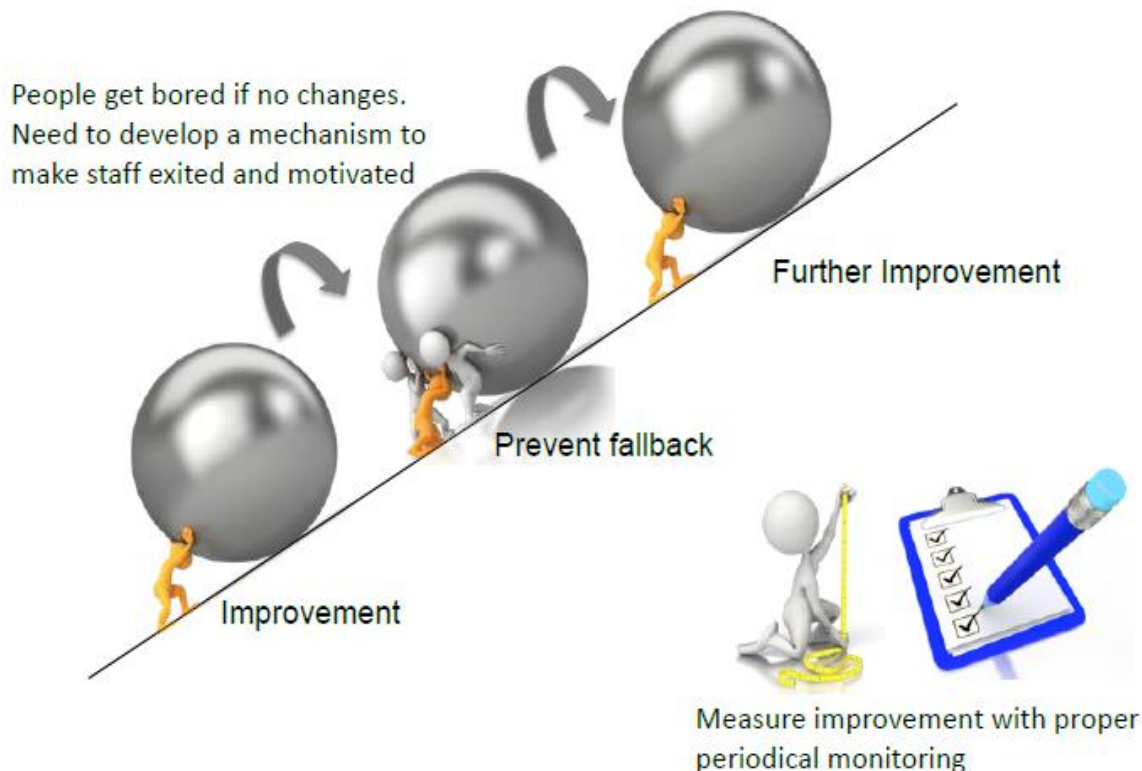 People get bored if no changes.
Need to develop a mechanism to
make staff exited and motivated
Further Improvement
Prevent fallback
Improvement
Measure improvement with proper
periodical monitoring